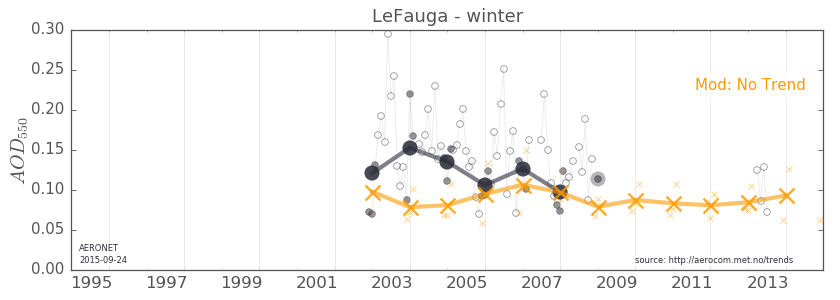 LeFauga - winter
0.30
0.25
0.20
0.15
0.10
0.05
0.00
AOD550
Mod: No Trend
AERONET
2015-09-24
source: http://aerocom.met.no/trends
1995 1997 1999 2001 2003 2005 2007 2009 2011 2013